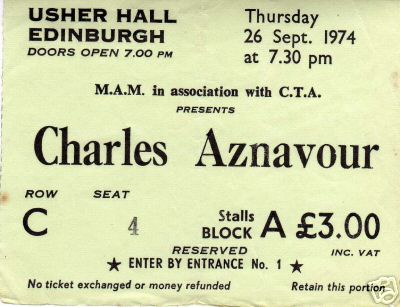 USHER HALL
EDINBURGH
DOORS OPEN 7.00 PM
Thursday
26 Sept. 1974
at 7.30 pm
M.A.M. in association with C.T.A.
PRESENTS
Charles Aznavour
ROW SEAT
C 4 Stalls BLOCK A £3.00
RESERVED INC. VAT
★ ENTER BY ENTRANCE No. 1 ★
No ticket exchanged or money refunded Retain this portion